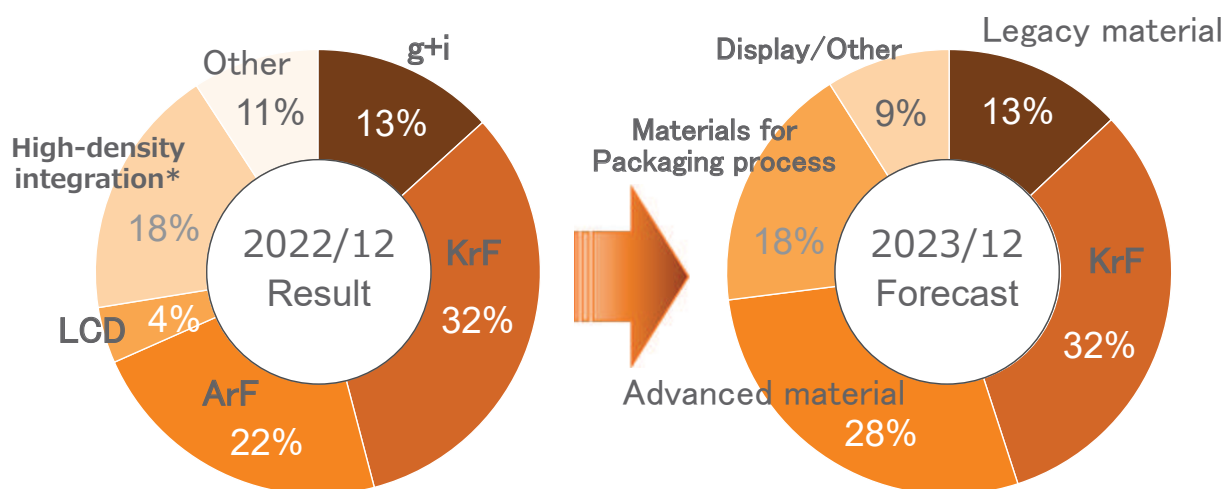 Other
11%
g+i
13%
High-density
integration*
18%
2022/12
Result
KrF
32%
LCD
4%
ArF
22%
Display/Other
9%
Legacy material
13%
Materials for
Packaging process
18%
2023/12
Forecast
KrF
32%
Advanced material
28%